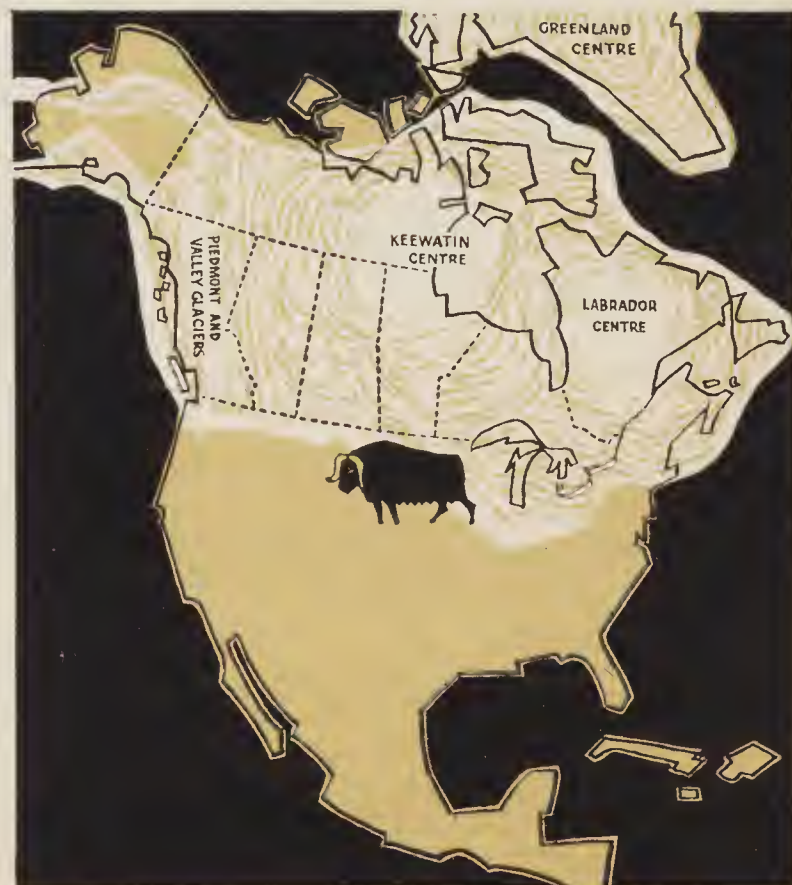 GREENLAND
CENTRE
KEEWATIN
CENTRE
PIEDMONT AND
VALLEY GLACIERS
LABRADOR
CENTRE